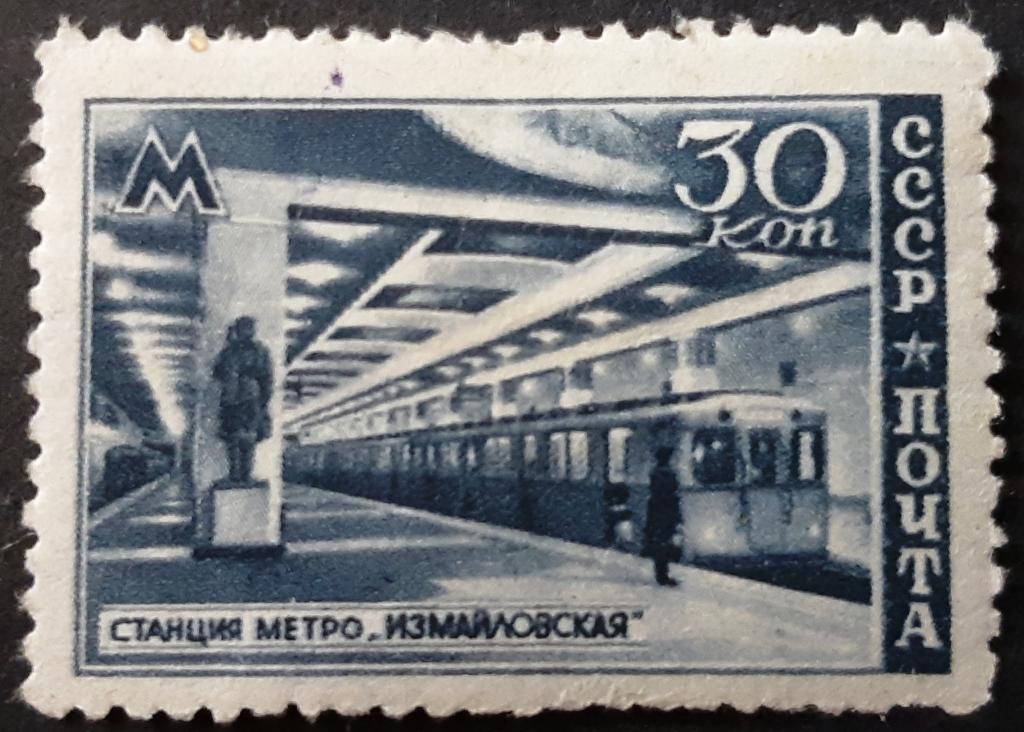 М
30
коп
СССР ★ ПОЧТА
СТАНЦИЯ МЕТРО „ИЗМАЙЛОВСКАЯ"